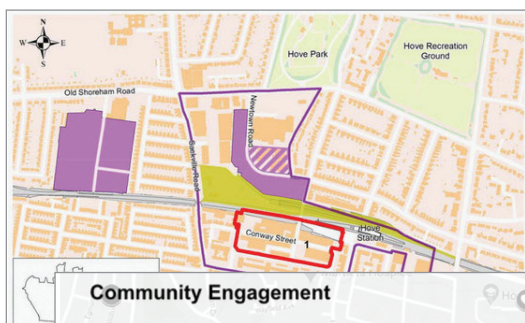 N
W E
S
Hove Park
Hove Recreation
Ground
Old Shoreham Road
Newtown Road
Sackville Road
Hove
Station
Conway Street 1
Community Engagement